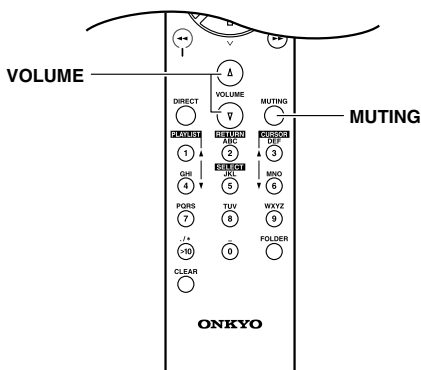 VOLUME
VOLUME
DIRECT
MUTING
MUTING
PLAYLIST
RETURN
CURSOR
ABC
DEF
1
2
3
SELECT
GHI
JKL
MNO
4
5
6
PQRS
TUV
WXYZ
7
8
9
./*
_
FOLDER
>10
0
CLEAR
ONKYO